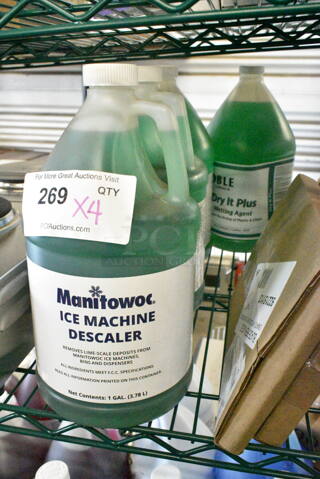 For More Great Auctions Visit
269
QTY
X4
PCIAuctions.com
Manitowoc
ICE MACHINE
DESCALER
REMOVES LIME-SCALE DEPOSITS FROM
MANITOWOC ICE MACHINES,
BINS AND DISPENSERS
ALL INGREDIENTS MEET F.C.C. SPECIFICATIONS
READ ALL INFORMATION PRINTED ON THIS CONTAINER
Net Contents: 1 GAL. (3.78 L)
OBLE
Dry It Plus
Wetting Agent